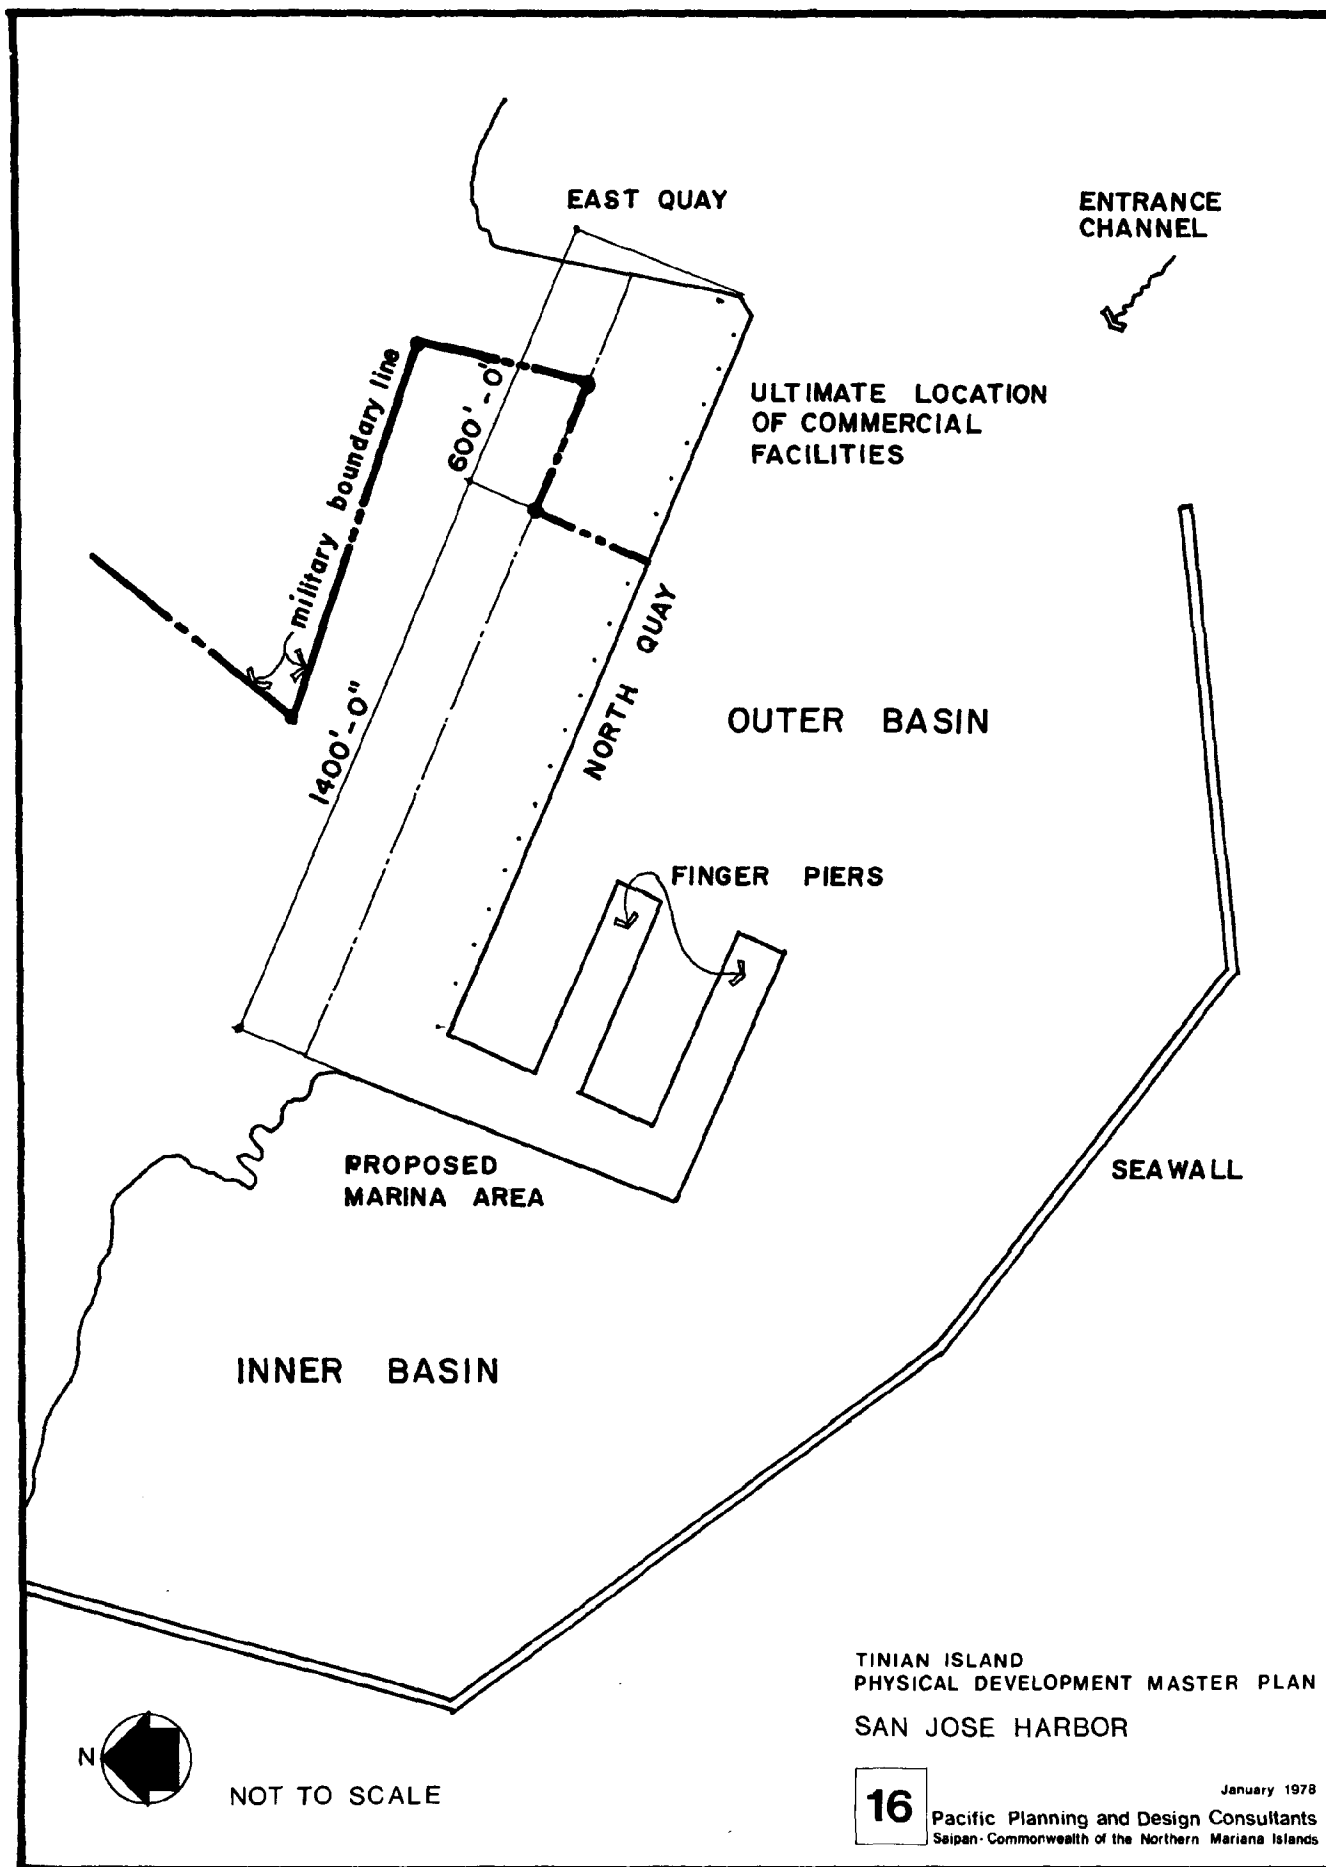 EAST QUAY
ENTRANCE
CHANNEL
military boundary line
600'-0"
ULTIMATE LOCATION
OF COMMERCIAL
FACILITIES
1400'-0"
NORTH QUAY
OUTER BASIN
FINGER PIERS
PROPOSED
MARINA AREA
SEAWALL
INNER BASIN
N
NOT TO SCALE
TINIAN ISLAND
PHYSICAL DEVELOPMENT MASTER PLAN
SAN JOSE HARBOR
16
January 1978
Pacific Planning and Design Consultants
Saipan-Commonwealth of the Northern Mariana Islands